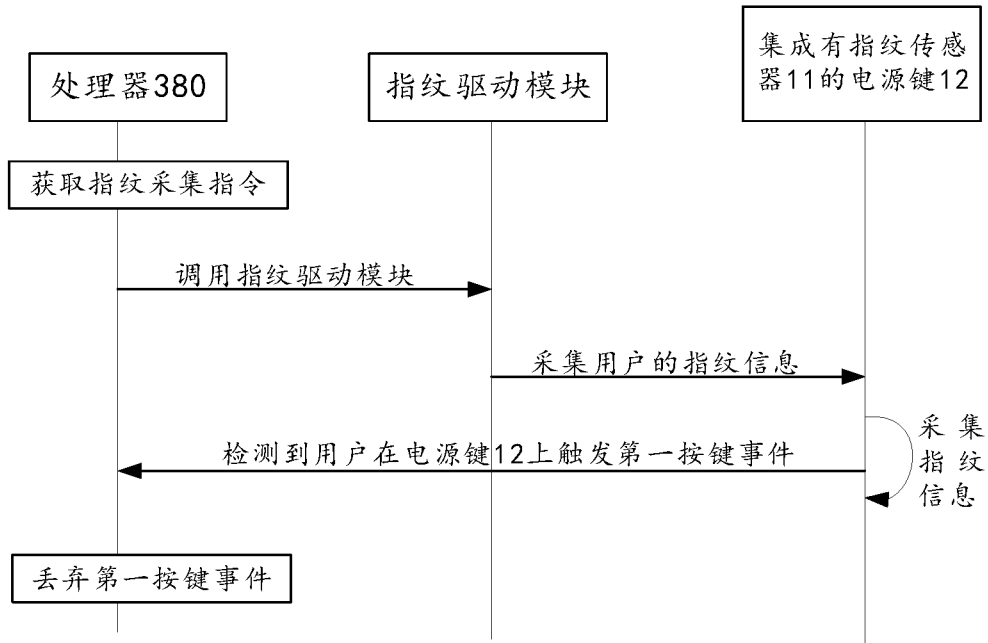 处理器380
指纹驱动模块
集成有指纹传感
器11的电源键12
获取指纹采集指令
调用指纹驱动模块
采集用户的指纹信息
检测到用户在电源键12上触发第一按键事件
采集
指纹
信息
丢弃第一按键事件